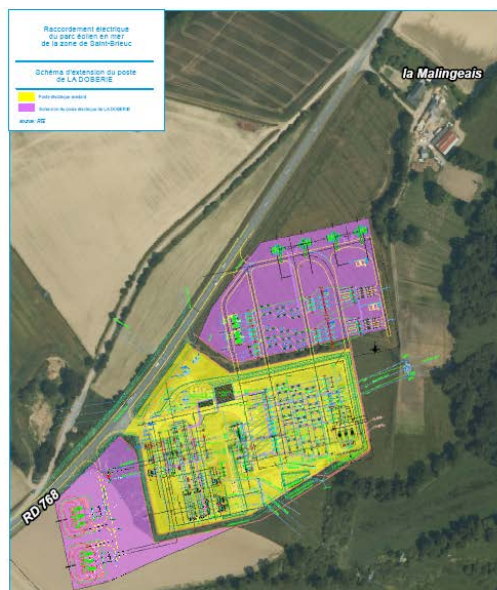 Raccordement électrique
du parc éolien en mer
de la zone de Saint-Brieuc
Schéma d'extension du poste
de LA DOBERIE
Poste électrique existant
Extension du poste électrique de LA DOBERIE
source : RTE
la Malingeais
RD 768